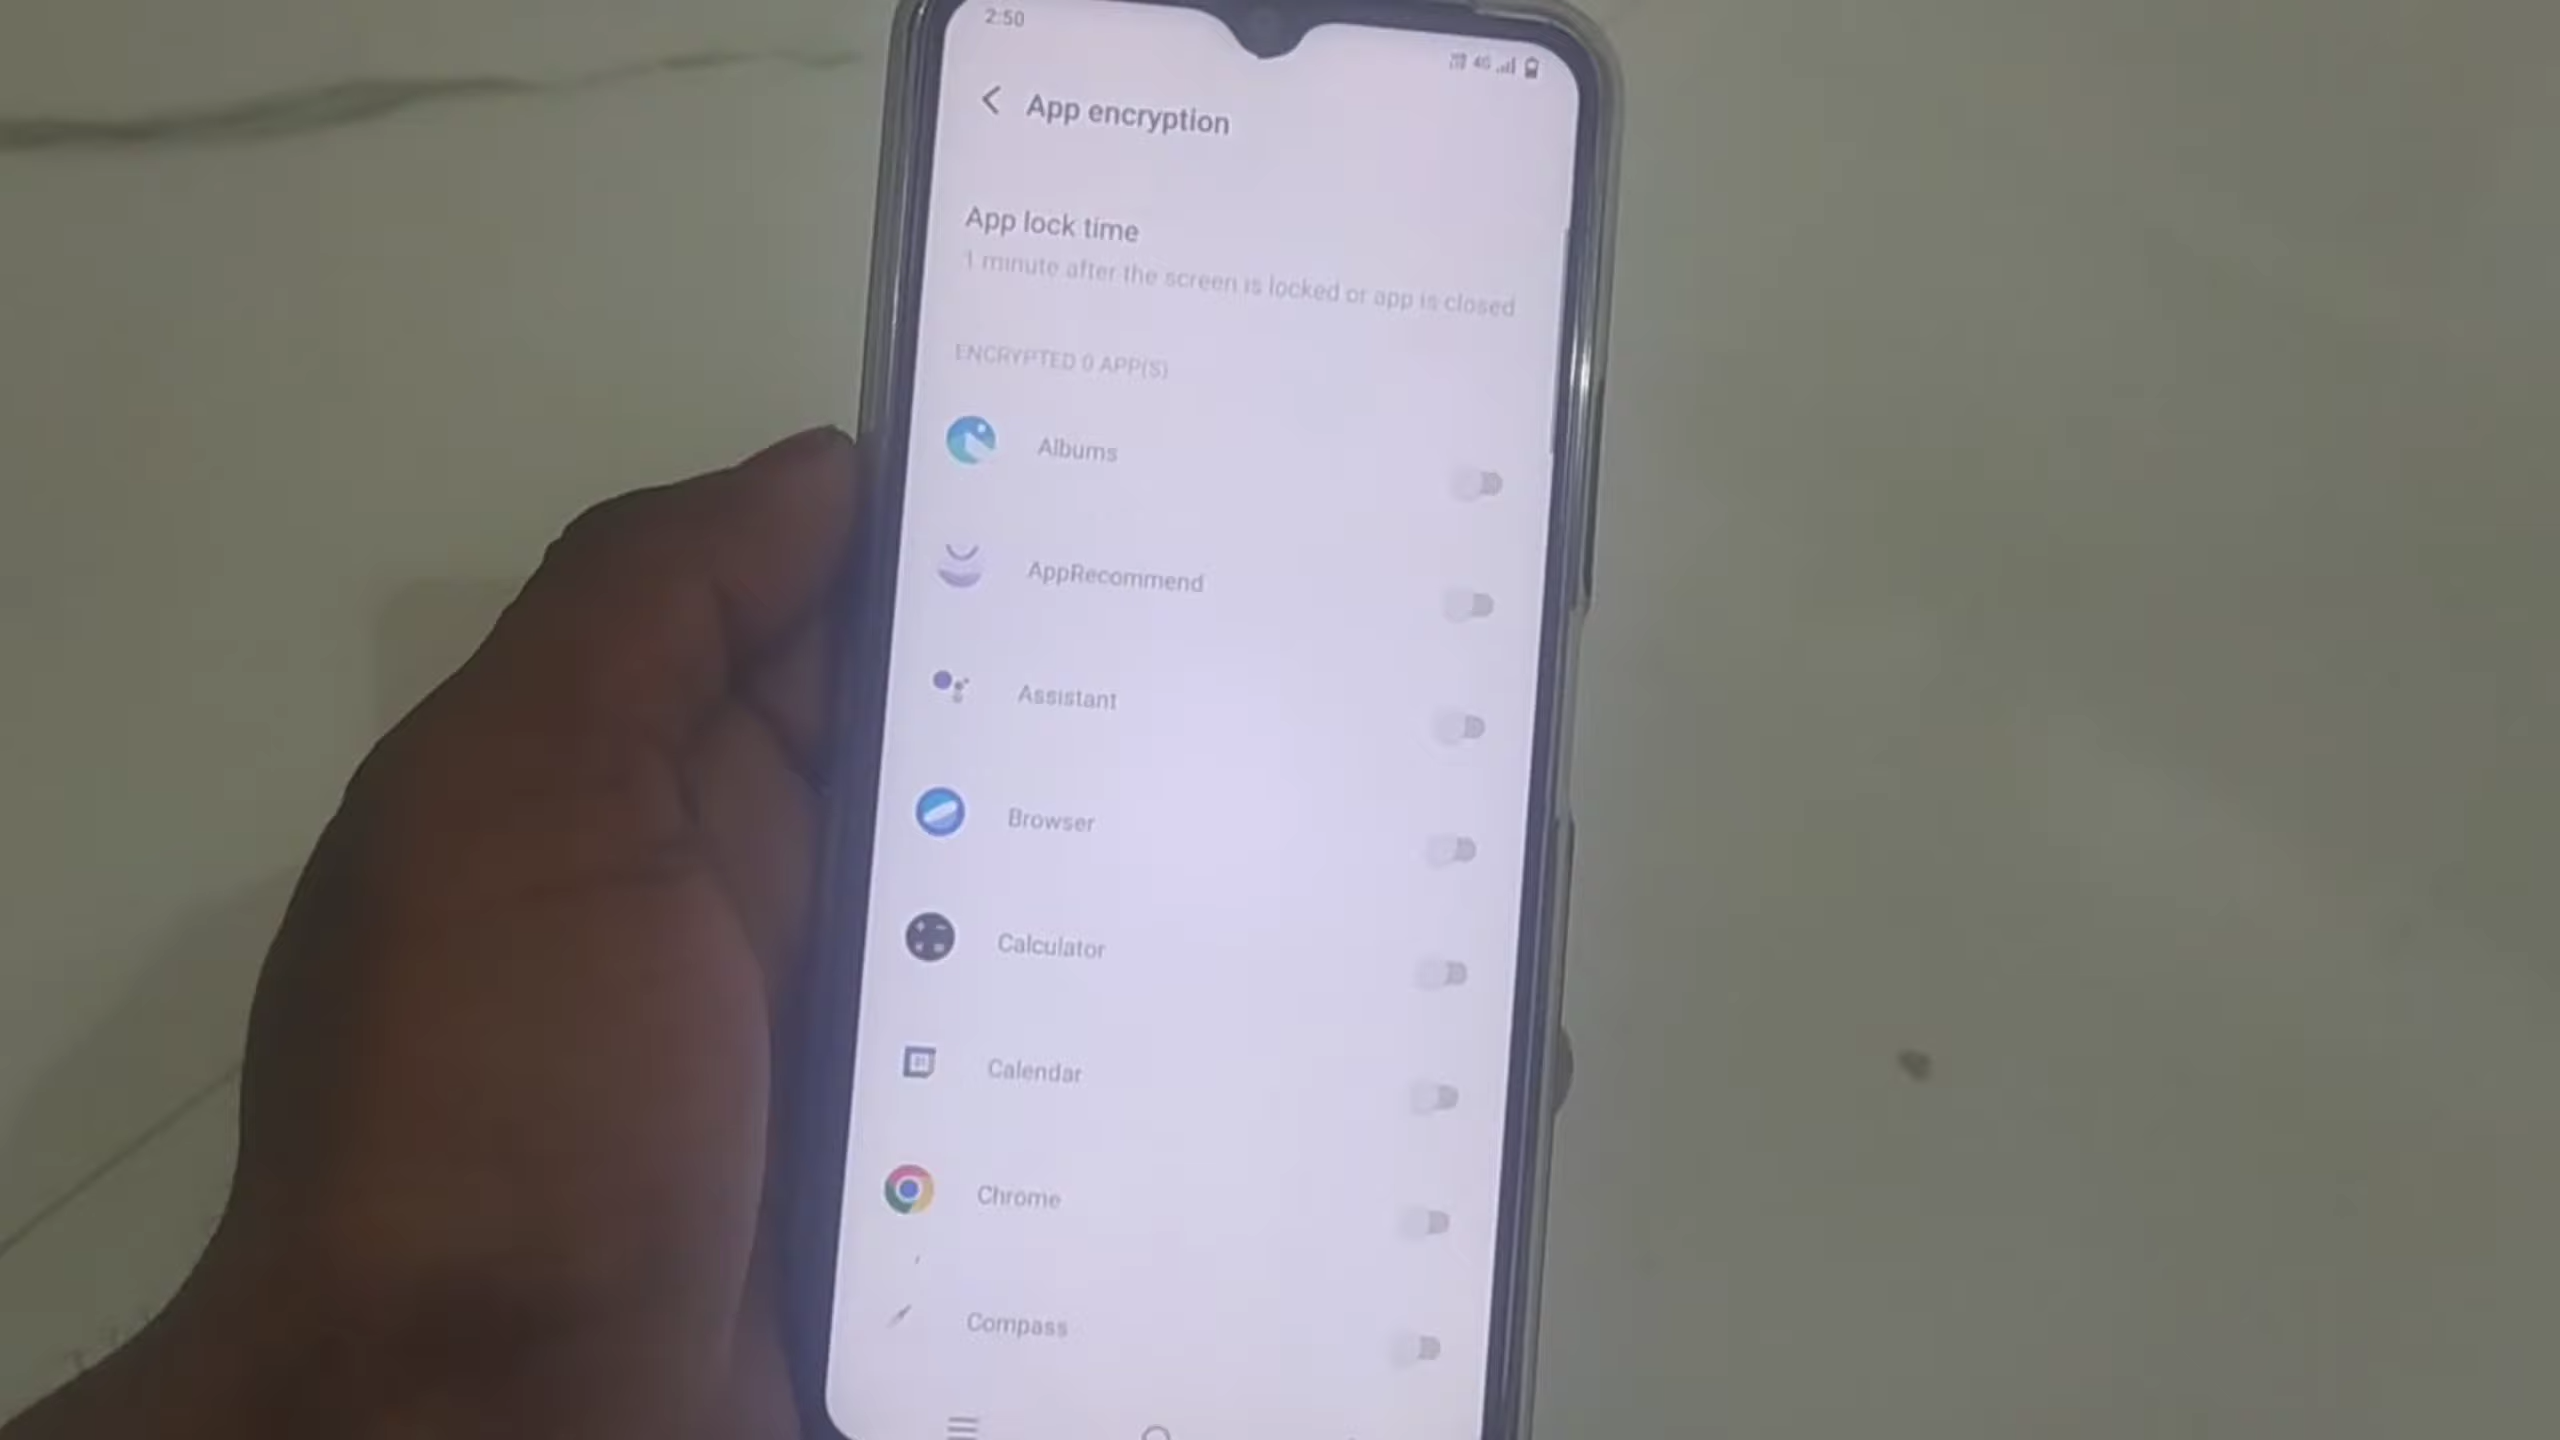 2:50
4G
App encryption
App lock time
1 minute after the screen is locked or app is closed
ENCRYPTED 0 APP(S)
Albums
AppRecommend
Assistant
Browser
Calculator
Calendar
Chrome
Compass